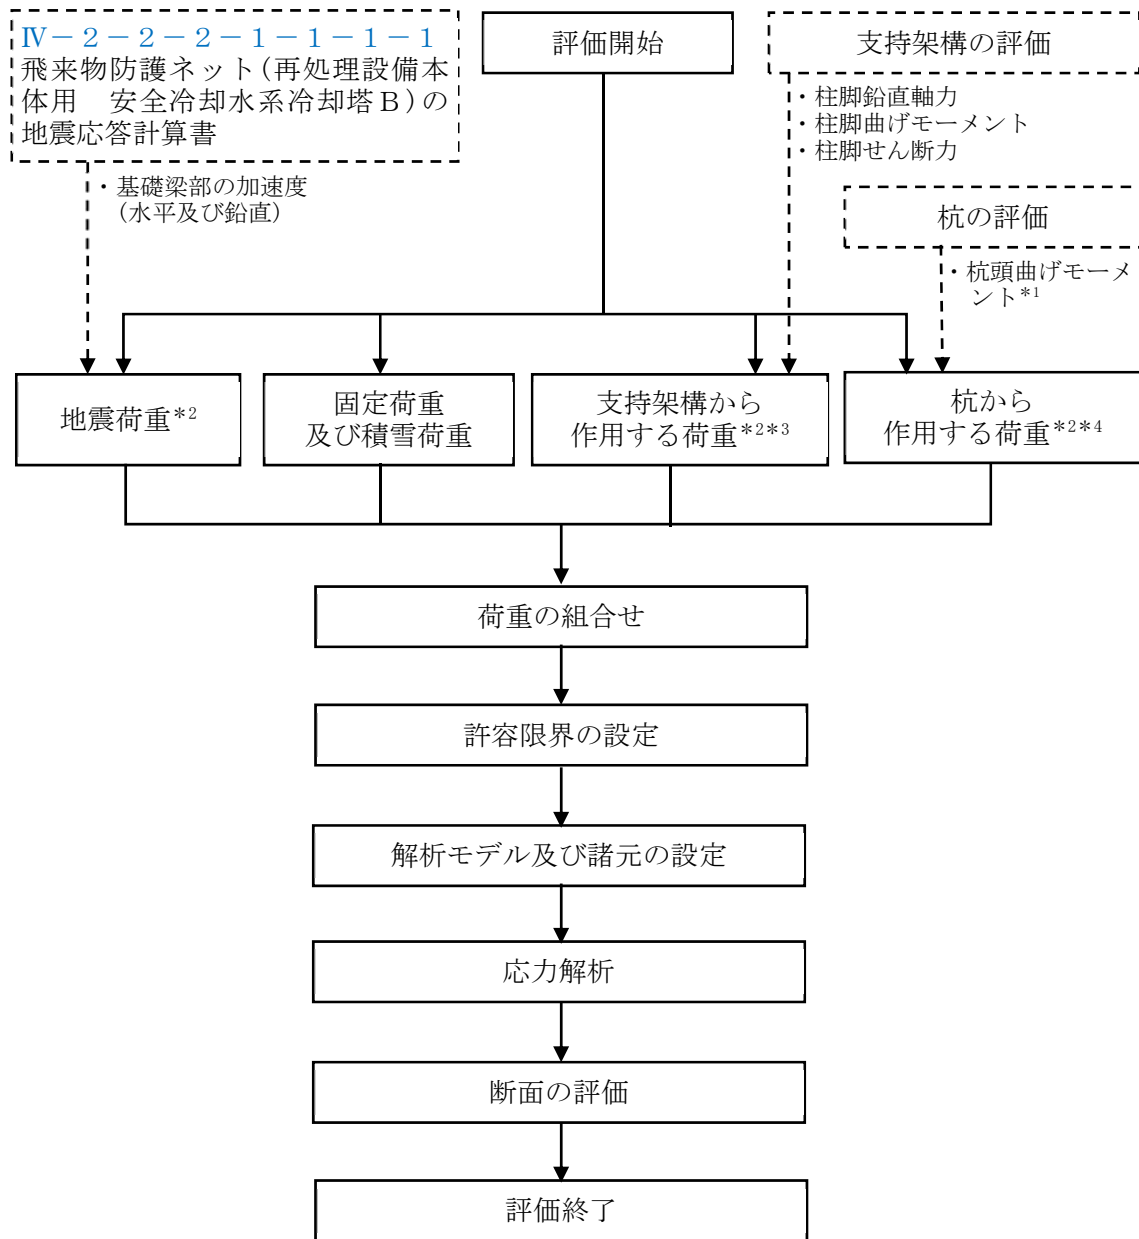 Ⅳ－２－２－２－１－１－１－１
飛来物防護ネット(再処理設備本
体用　安全冷却水系冷却塔Ｂ)の
地震応答計算書
評価開始
支持架構の評価
・柱脚鉛直軸力
・柱脚曲げモーメント
・柱脚せん断力
・基礎梁部の加速度
(水平及び鉛直)
杭の評価
・杭頭曲げモーメ
ント*1
地震荷重*2
固定荷重
及び積雪荷重
支持架構から
作用する荷重*2*3
杭から
作用する荷重*2*4
荷重の組合せ
許容限界の設定
解析モデル及び諸元の設定
応力解析
断面の評価
評価終了